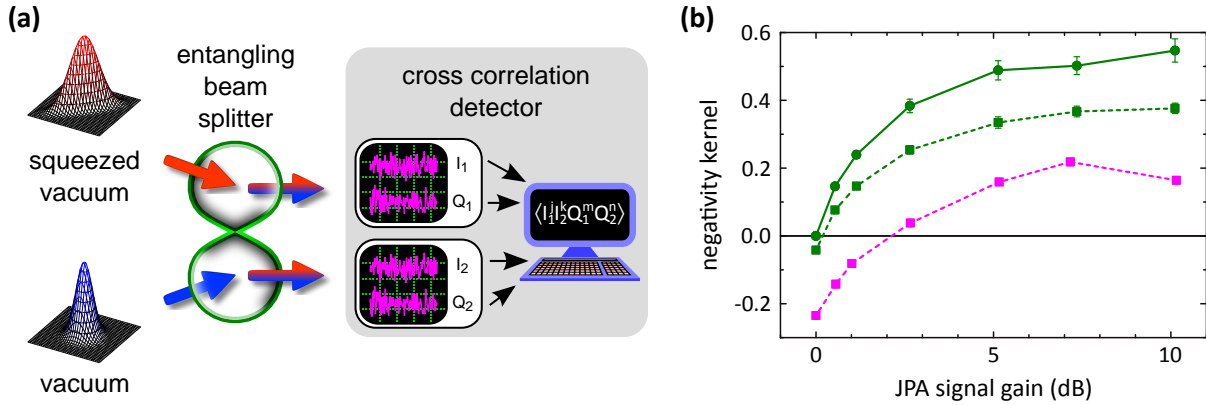 (a)
squeezed
vacuum
vacuum
entangling
beam
splitter
cross correlation
detector
I₁
Q₁
I₂
Q₂
⟨I₁ʲI₂ᵏQ₁ᵐQ₂ⁿ⟩
(b)
negativity kernel
0.6
0.4
0.2
0.0
-0.2
0 5 10
JPA signal gain (dB)